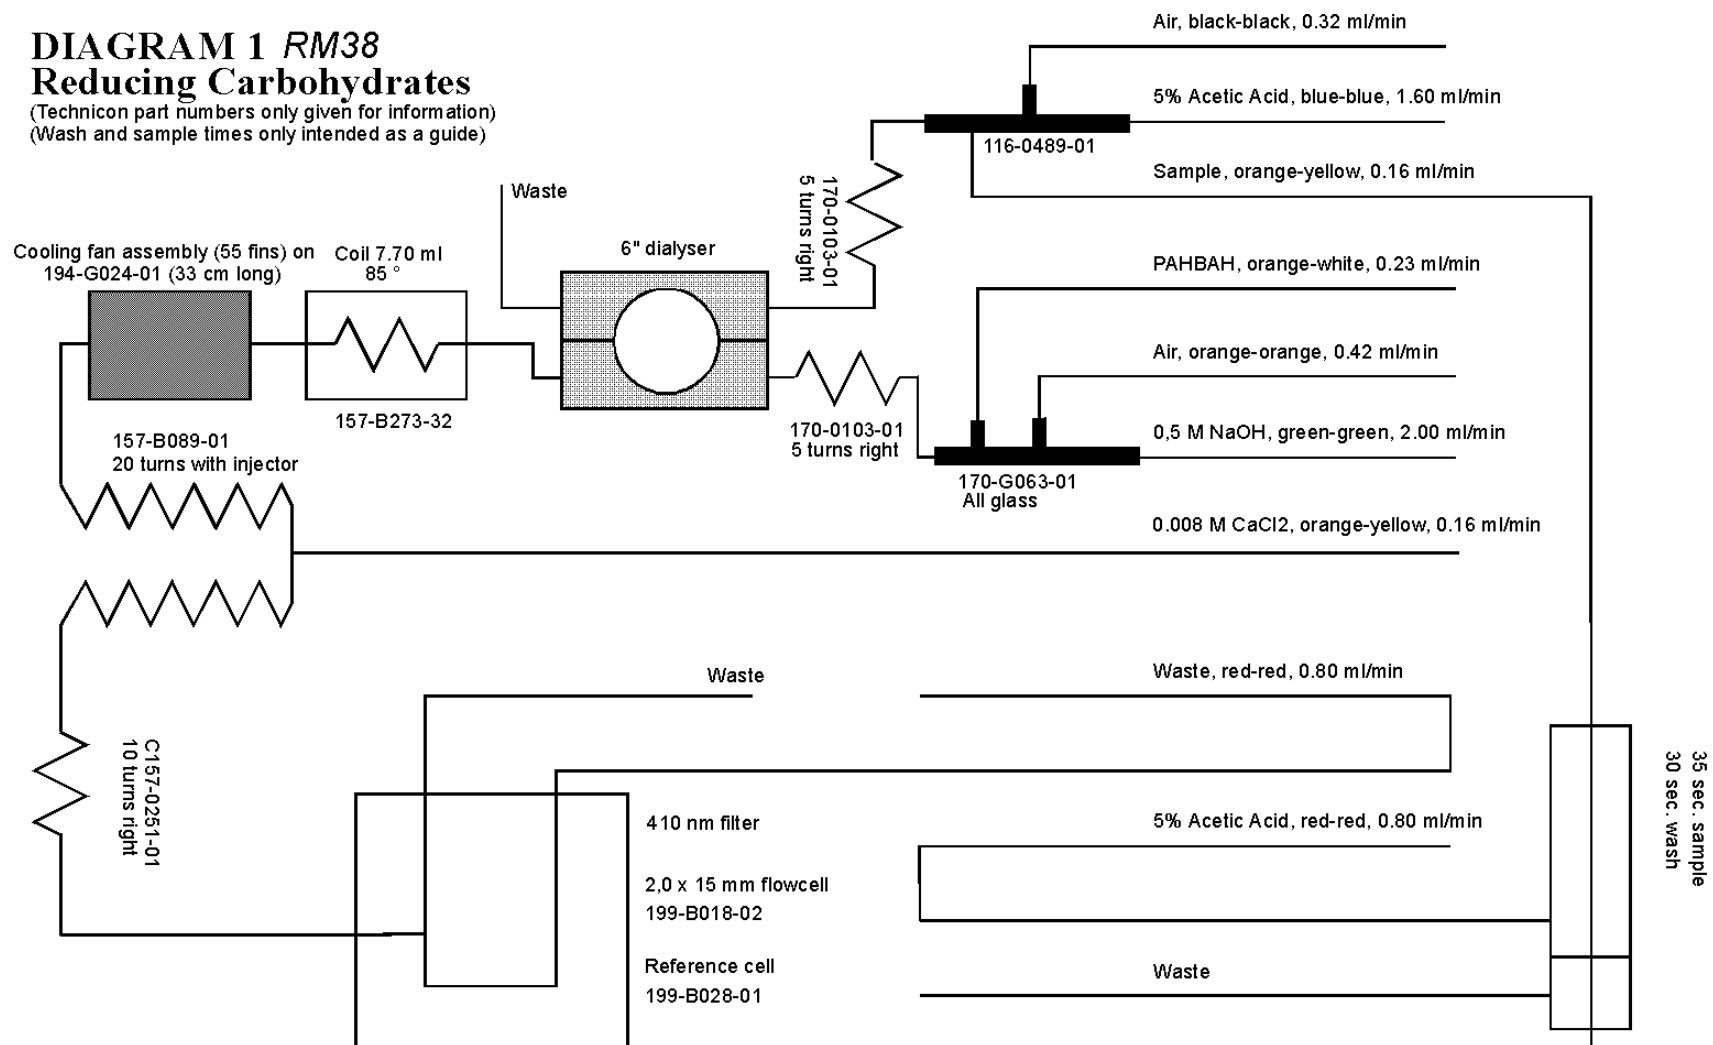 DIAGRAM 1 RM38
Reducing Carbohydrates
(Technicon part numbers only given for information)
(Wash and sample times only intended as a guide)
Air, black-black, 0.32 ml/min
5% Acetic Acid, blue-blue, 1.60 ml/min
116-0489-01
Sample, orange-yellow, 0.16 ml/min
170-0103-01
5 turns right
Waste
6" dialyser
Cooling fan assembly (55 fins) on
194-G024-01 (33 cm long)
Coil 7.70 ml
85 °
157-B273-32
PAHBAH, orange-white, 0.23 ml/min
Air, orange-orange, 0.42 ml/min
0,5 M NaOH, green-green, 2.00 ml/min
170-0103-01
5 turns right
170-G063-01
All glass
157-B089-01
20 turns with injector
0.008 M CaCl2, orange-yellow, 0.16 ml/min
Waste
Waste, red-red, 0.80 ml/min
C157-0251-01
10 turns right
410 nm filter
2,0 x 15 mm flowcell
199-B018-02
Reference cell
199-B028-01
5% Acetic Acid, red-red, 0.80 ml/min
Waste
35 sec. sample
30 sec. wash